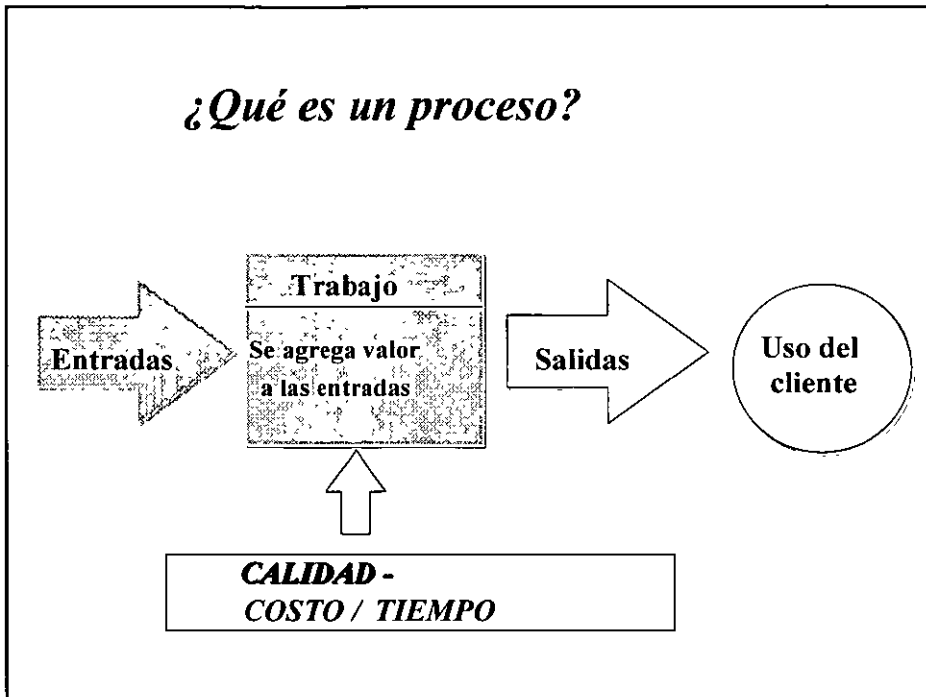 ¿Qué es un proceso?
Trabajo
Entradas
Se agrega valor
a las entradas
Salidas
Uso del
cliente
CALIDAD -
COSTO / TIEMPO